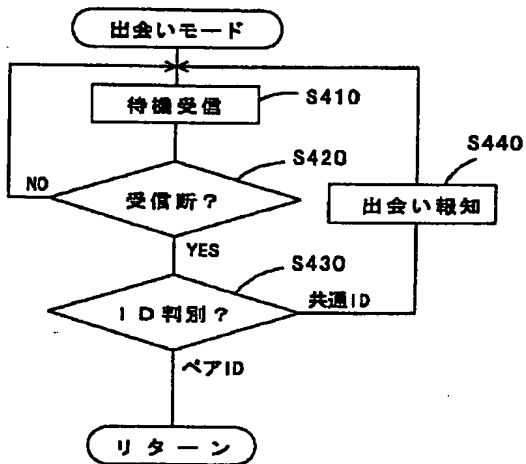 出会いモード
待機受信
S410
S420
S440
NO
受信断?
出会い報知
YES
S430
ID判別?
共通ID
ペアID
リターン